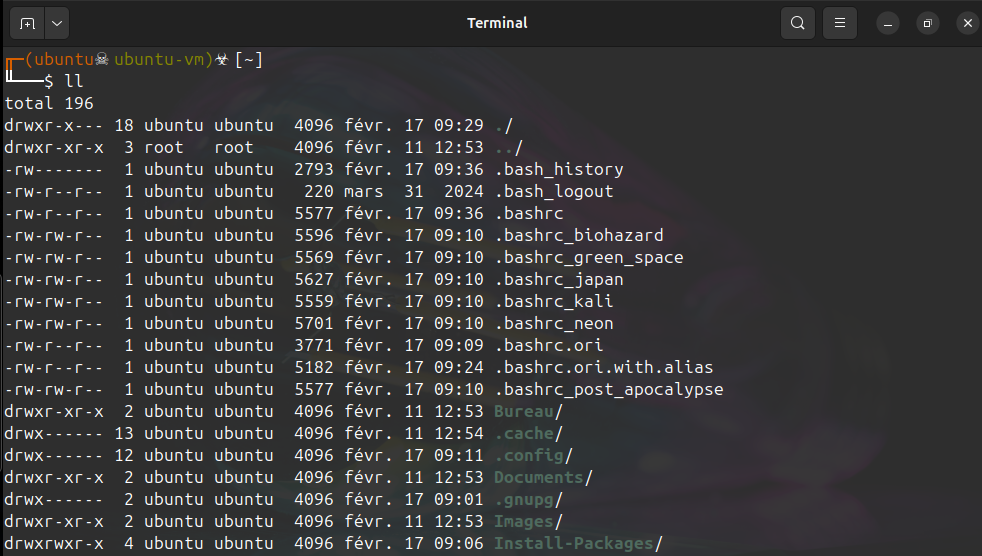 Terminal
┌──(ubuntu☠ ubuntu-vm)☣ [~]
└──$ ll
total 196
drwxr-x--- 18 ubuntu ubuntu  4096 févr. 17 09:29 ./
drwxr-xr-x  3 root   root    4096 févr. 11 12:53 ../
-rw-------  1 ubuntu ubuntu  2793 févr. 17 09:36 .bash_history
-rw-r--r--  1 ubuntu ubuntu   220 mars  31  2024 .bash_logout
-rw-r--r--  1 ubuntu ubuntu  5577 févr. 17 09:36 .bashrc
-rw-rw-r--  1 ubuntu ubuntu  5596 févr. 17 09:10 .bashrc_biohazard
-rw-rw-r--  1 ubuntu ubuntu  5569 févr. 17 09:10 .bashrc_green_space
-rw-rw-r--  1 ubuntu ubuntu  5627 févr. 17 09:10 .bashrc_japan
-rw-rw-r--  1 ubuntu ubuntu  5559 févr. 17 09:10 .bashrc_kali
-rw-rw-r--  1 ubuntu ubuntu  5701 févr. 17 09:10 .bashrc_neon
-rw-r--r--  1 ubuntu ubuntu  3771 févr. 17 09:09 .bashrc.ori
-rw-r--r--  1 ubuntu ubuntu  5182 févr. 17 09:24 .bashrc.ori.with.alias
-rw-rw-r--  1 ubuntu ubuntu  5577 févr. 17 09:10 .bashrc_post_apocalypse
drwxr-xr-x  2 ubuntu ubuntu  4096 févr. 11 12:53 Bureau/
drwx------ 13 ubuntu ubuntu  4096 févr. 11 12:54 .cache/
drwx------ 12 ubuntu ubuntu  4096 févr. 17 09:11 .config/
drwxr-xr-x  2 ubuntu ubuntu  4096 févr. 11 12:53 Documents/
drwx------  2 ubuntu ubuntu  4096 févr. 17 09:01 .gnupg/
drwxr-xr-x  2 ubuntu ubuntu  4096 févr. 11 12:53 Images/
drwxrwxr-x  4 ubuntu ubuntu  4096 févr. 17 09:06 Install-Packages/